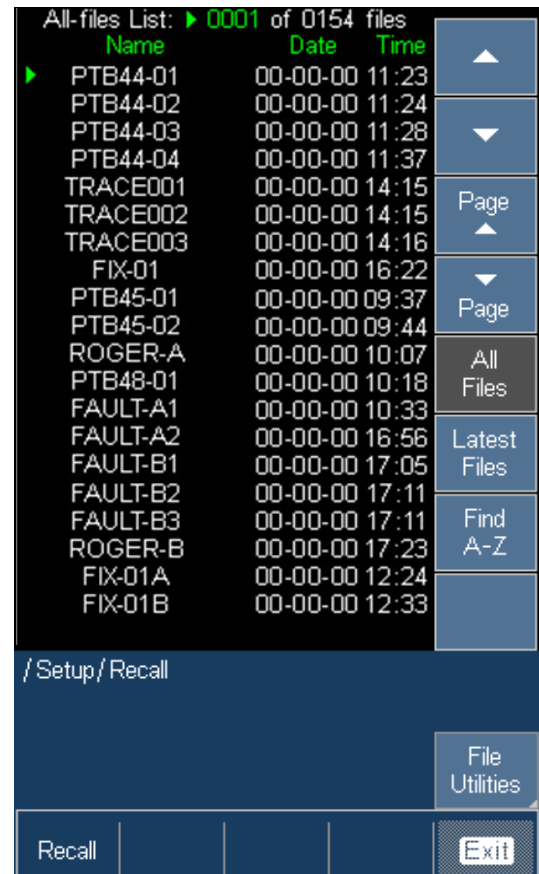 All-files List: ▶ 0001 of 0154 files
Name Date Time
PTB44-01 00-00-00 11:23
PTB44-02 00-00-00 11:24
PTB44-03 00-00-00 11:28
PTB44-04 00-00-00 11:37
TRACE001 00-00-00 14:15
TRACE002 00-00-00 14:15
TRACE003 00-00-00 14:16
FIX-01 00-00-00 16:22
PTB45-01 00-00-00 09:37
PTB45-02 00-00-00 09:44
ROGER-A 00-00-00 10:07
PTB48-01 00-00-00 10:18
FAULT-A1 00-00-00 10:33
FAULT-A2 00-00-00 16:56
FAULT-B1 00-00-00 17:05
FAULT-B2 00-00-00 17:11
FAULT-B3 00-00-00 17:11
ROGER-B 00-00-00 17:23
FIX-01A 00-00-00 12:24
FIX-01B 00-00-00 12:33
Page
Page
All
Files
Latest
Files
Find
A-Z
/Setup/Recall
File
Utilities
Recall
Exit